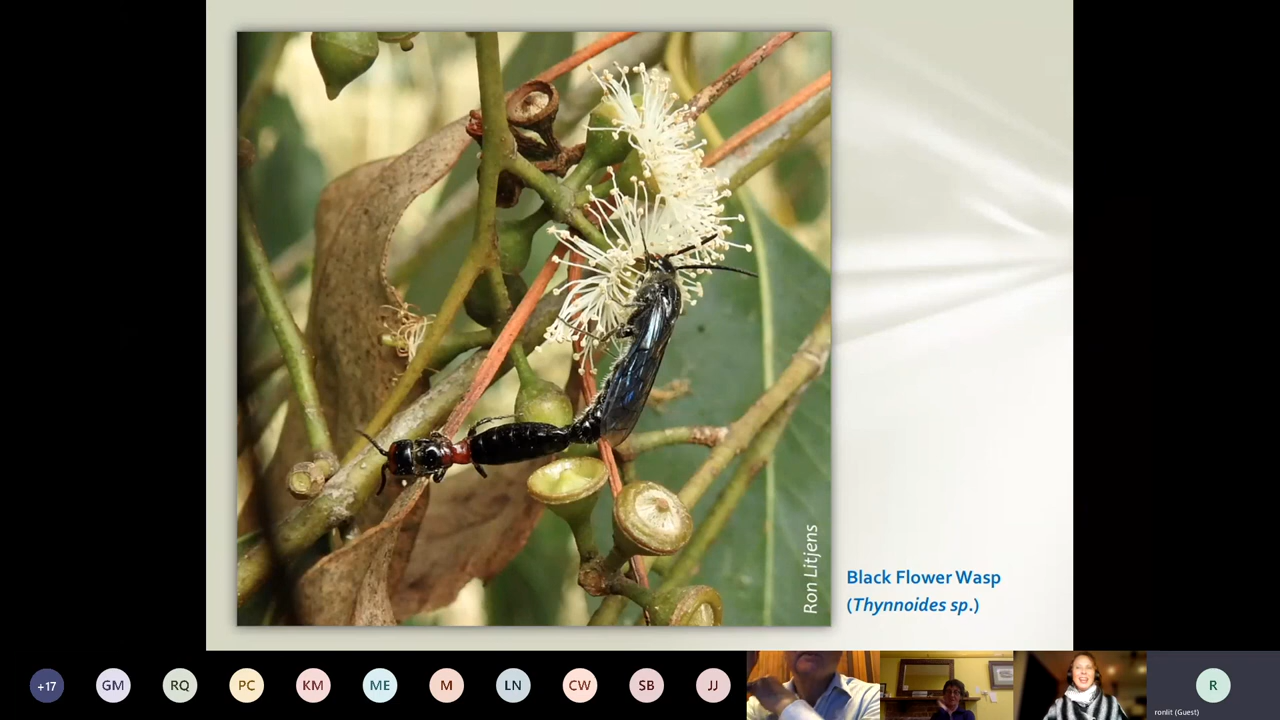 Ron Litjens
Black Flower Wasp
(Thynnoides sp.)
+17
GM
RQ
PC
KM
ME
M
LN
CW
SB
JJ
R
ronlit (Guest)